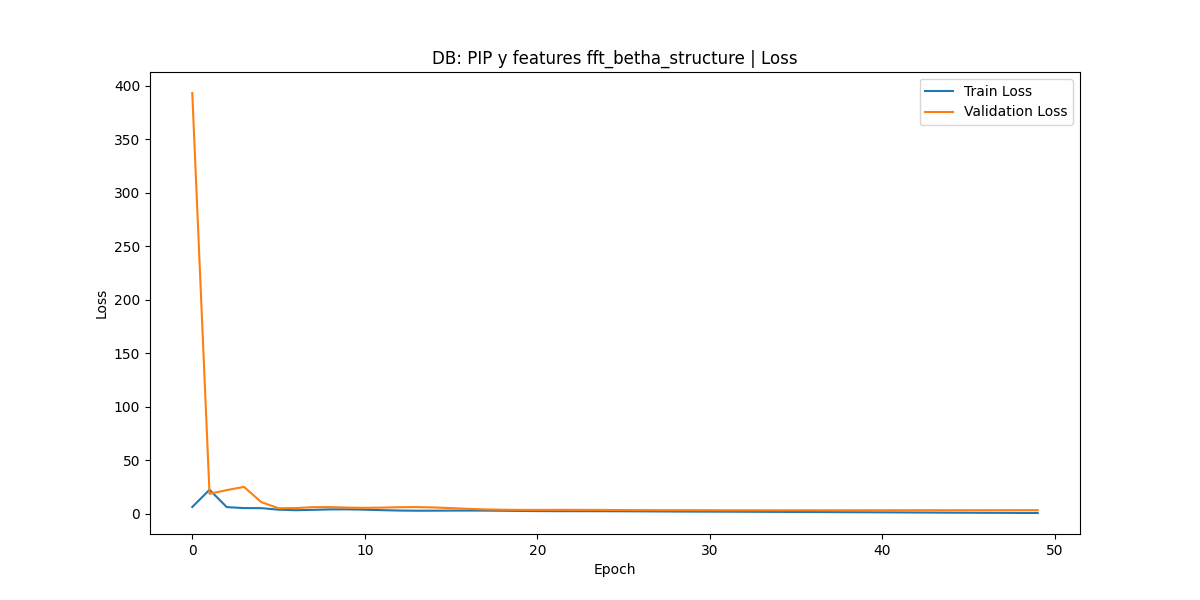 DB: PIP y features fft_betha_structure | Loss
Train Loss
Validation Loss
400
350
300
250
200
150
100
50
0
Loss
0 10 20 30 40 50
Epoch